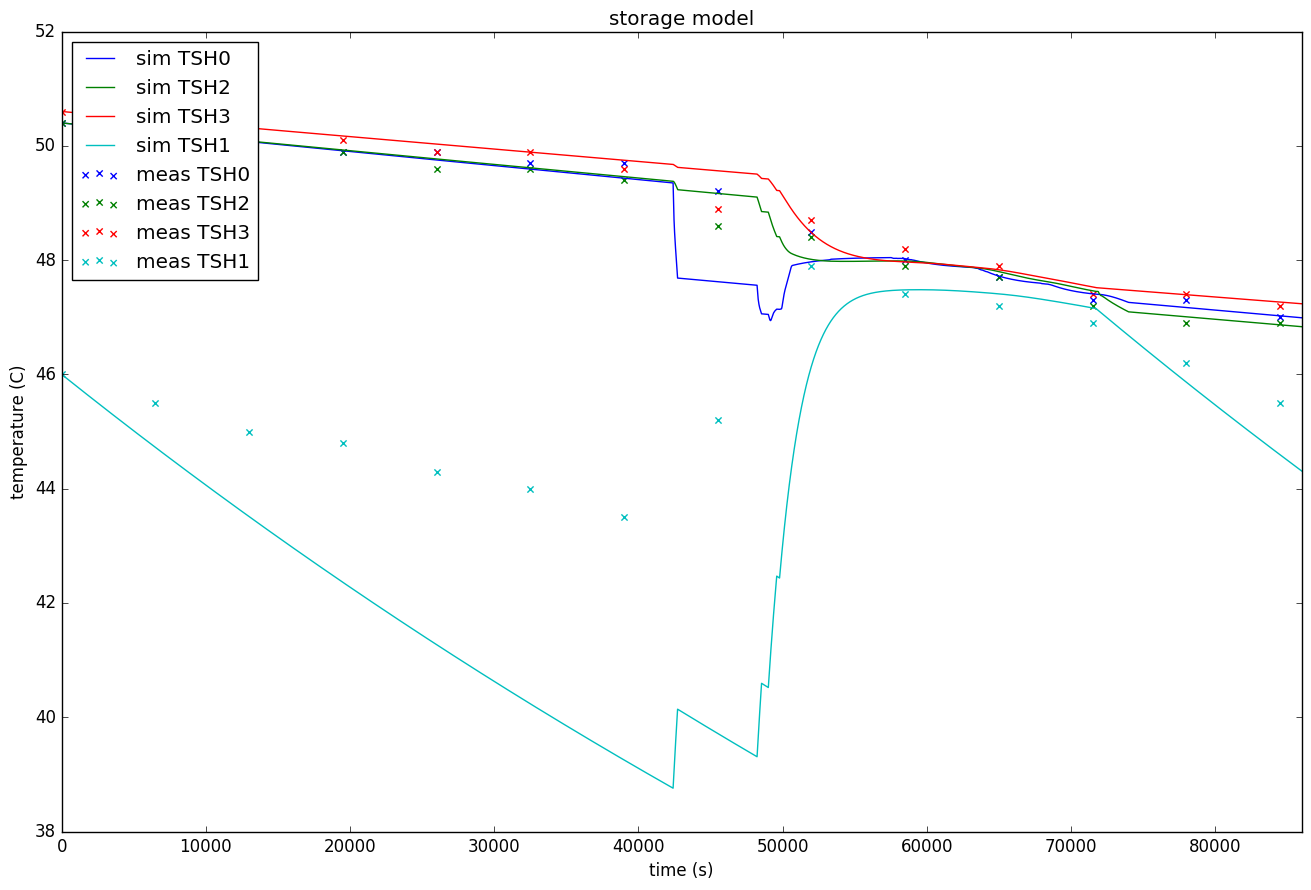 storage model
52
50
48
46
44
42
40
38
temperature (C)
sim TSH0
sim TSH2
sim TSH3
sim TSH1
meas TSH0
meas TSH2
meas TSH3
meas TSH1
0 10000 20000 30000 40000 50000 60000 70000 80000
time (s)